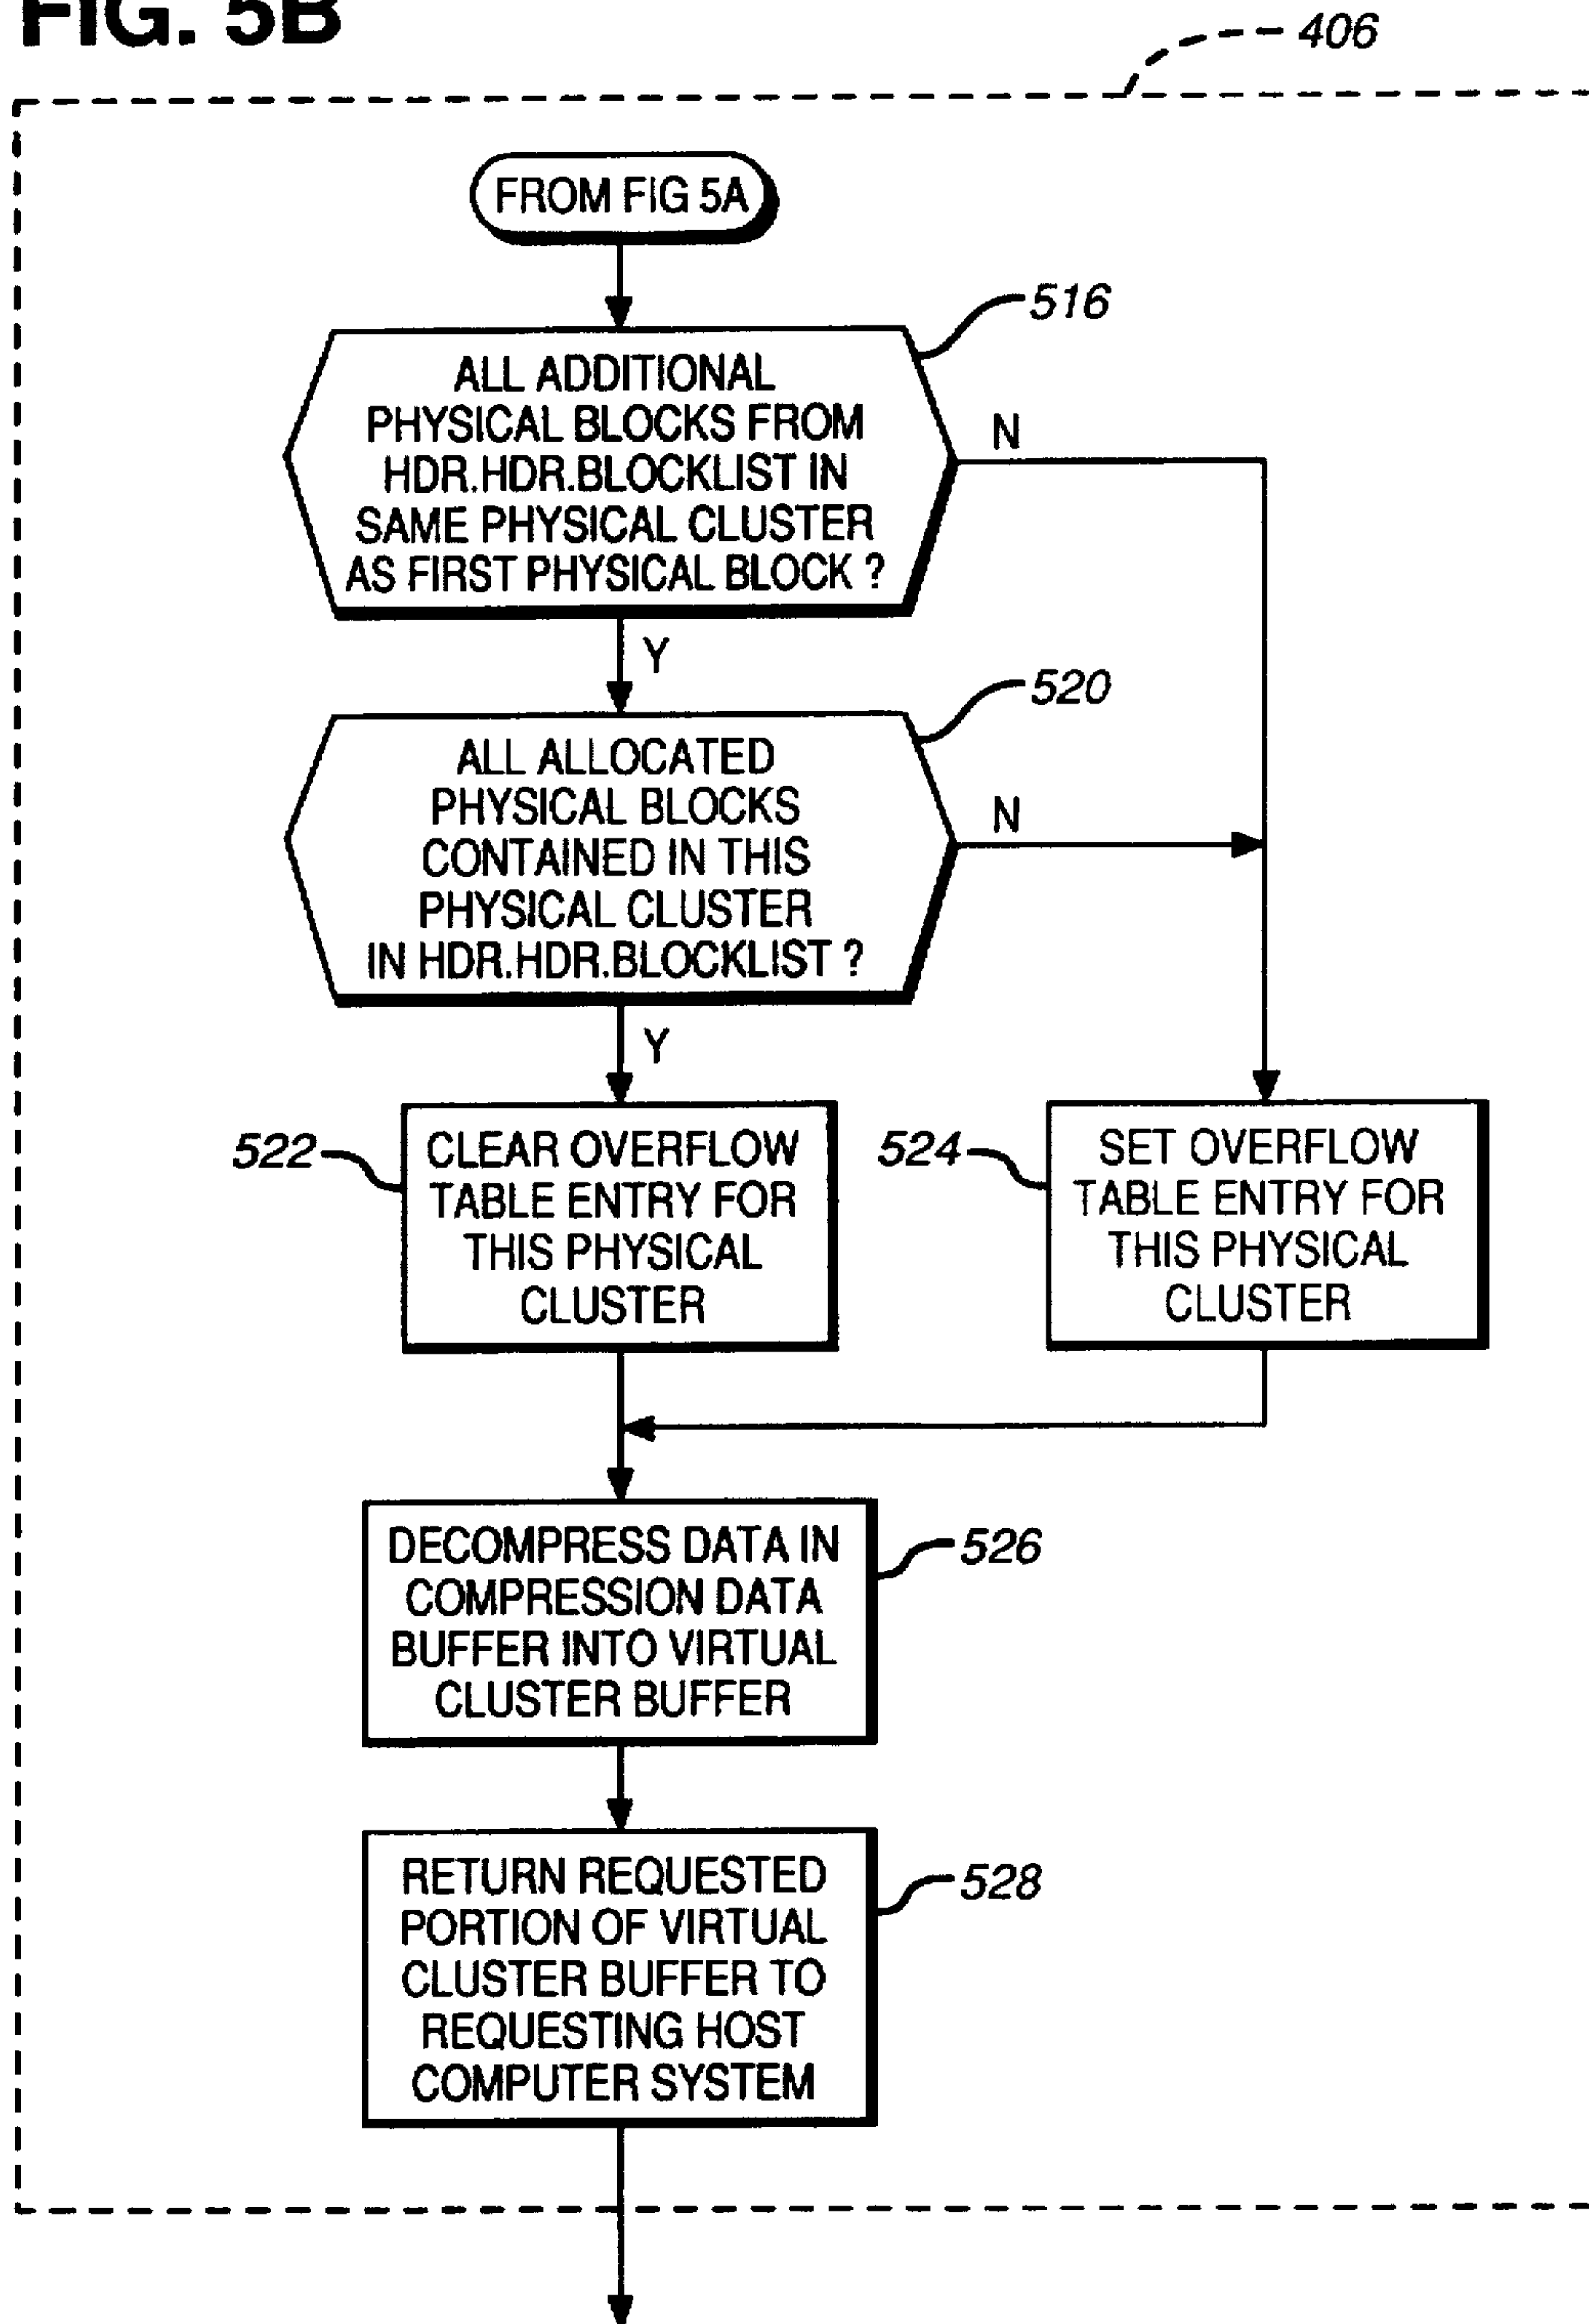 FIG. 5B
406
FROM FIG 5A
516
ALL ADDITIONAL
PHYSICAL BLOCKS FROM
HDR.HDR.BLOCKLIST IN
SAME PHYSICAL CLUSTER
AS FIRST PHYSICAL BLOCK ?
N
Y
520
ALL ALLOCATED
PHYSICAL BLOCKS
CONTAINED IN THIS
PHYSICAL CLUSTER
IN HDR.HDR.BLOCKLIST ?
N
Y
522
CLEAR OVERFLOW
TABLE ENTRY FOR
THIS PHYSICAL
CLUSTER
524
SET OVERFLOW
TABLE ENTRY FOR
THIS PHYSICAL
CLUSTER
DECOMPRESS DATA IN
COMPRESSION DATA
BUFFER INTO VIRTUAL
CLUSTER BUFFER
526
RETURN REQUESTED
PORTION OF VIRTUAL
CLUSTER BUFFER TO
REQUESTING HOST
COMPUTER SYSTEM
528